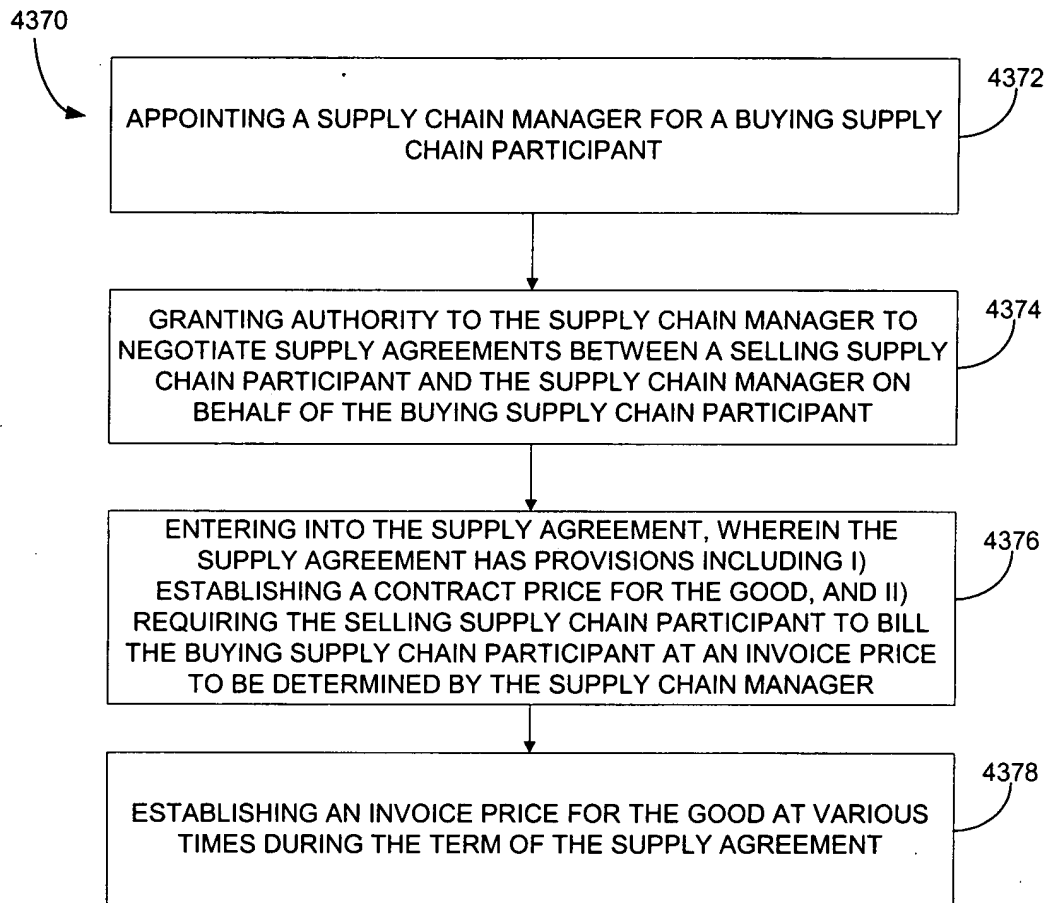 4370
4372
APPOINTING A SUPPLY CHAIN MANAGER FOR A BUYING SUPPLY
CHAIN PARTICIPANT
4374
GRANTING AUTHORITY TO THE SUPPLY CHAIN MANAGER TO
NEGOTIATE SUPPLY AGREEMENTS BETWEEN A SELLING SUPPLY
CHAIN PARTICIPANT AND THE SUPPLY CHAIN MANAGER ON
BEHALF OF THE BUYING SUPPLY CHAIN PARTICIPANT
4376
ENTERING INTO THE SUPPLY AGREEMENT, WHEREIN THE
SUPPLY AGREEMENT HAS PROVISIONS INCLUDING I)
ESTABLISHING A CONTRACT PRICE FOR THE GOOD, AND II)
REQUIRING THE SELLING SUPPLY CHAIN PARTICIPANT TO BILL
THE BUYING SUPPLY CHAIN PARTICIPANT AT AN INVOICE PRICE
TO BE DETERMINED BY THE SUPPLY CHAIN MANAGER
4378
ESTABLISHING AN INVOICE PRICE FOR THE GOOD AT VARIOUS
TIMES DURING THE TERM OF THE SUPPLY AGREEMENT